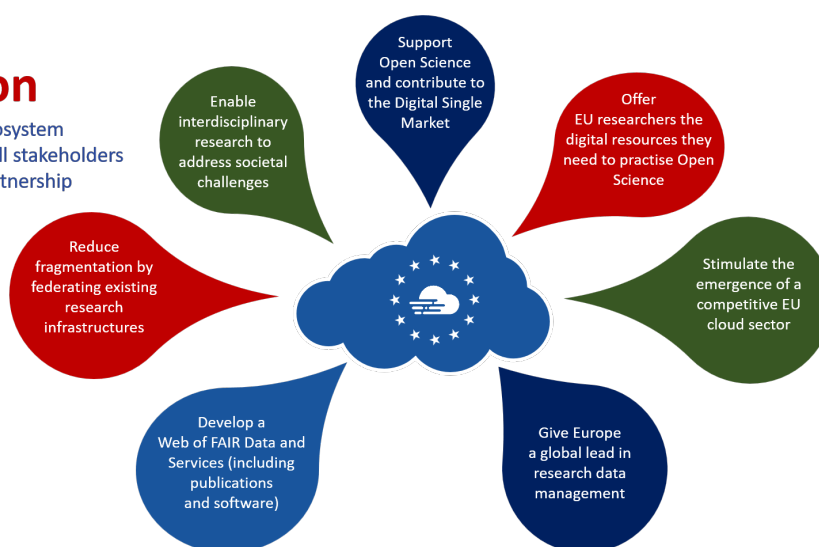 on
osystem
ll stakeholders
tnership
Support
Open Science
and contribute to
the Digital Single
Market
Enable
interdisciplinary
research to
address societal
challenges
Offer
EU researchers the
digital resources they
need to practise Open
Science
Reduce
fragmentation by
federating existing
research
infrastructures
Stimulate the
emergence of a
competitive EU
cloud sector
Develop a
Web of FAIR Data and
Services (including
publications
and software)
Give Europe
a global lead in
research data
management